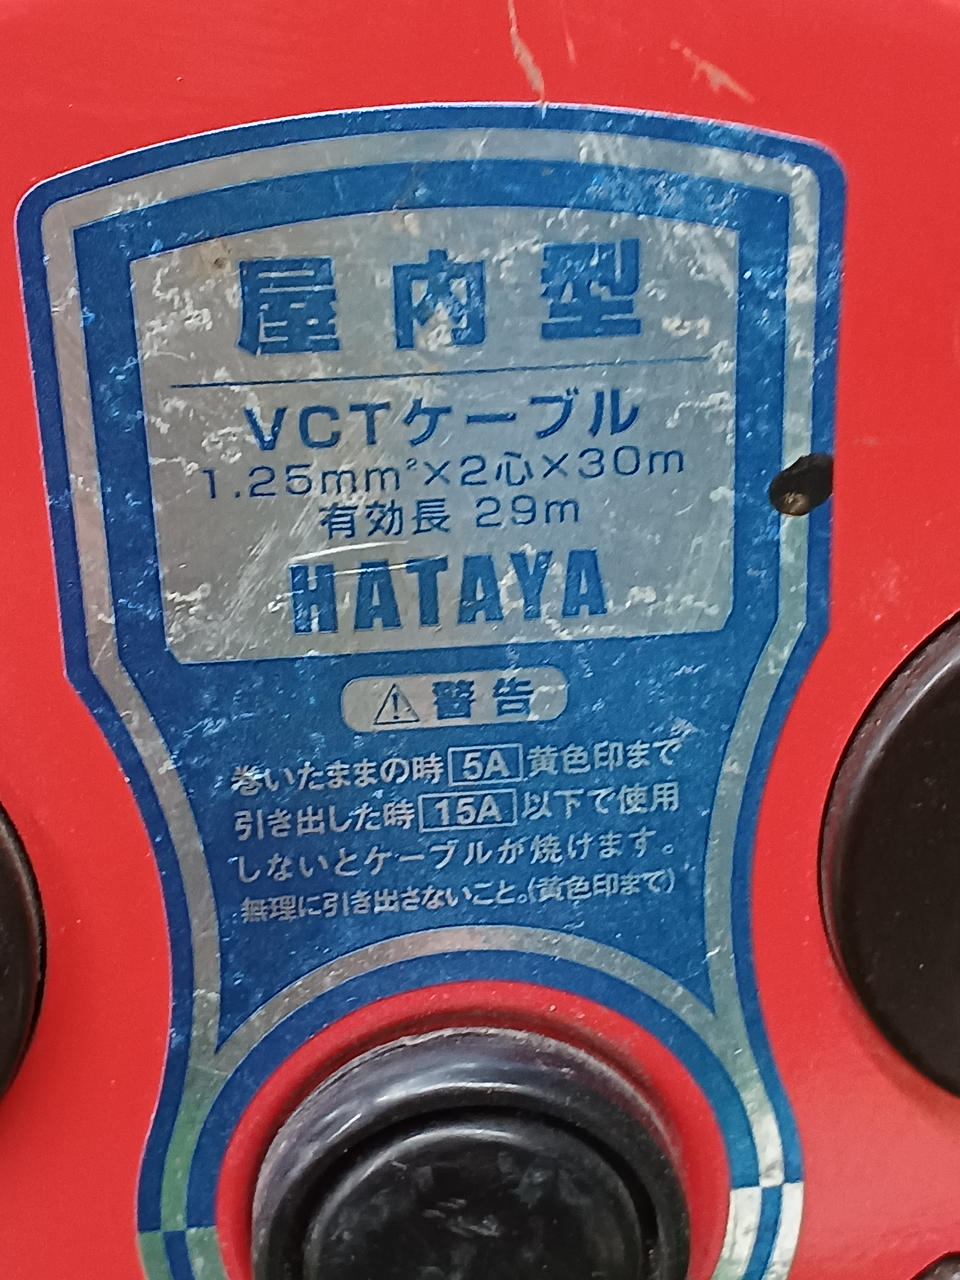 屋内型
VCTケーブル
1.25mm²×2心×30m
有効長 29m
HATAYA
⚠警告
巻いたままの時 5A 黄色印まで
引き出した時 15A 以下で使用
しないとケーブルが焼けます。
無理に引き出さないこと。(黄色印まで)